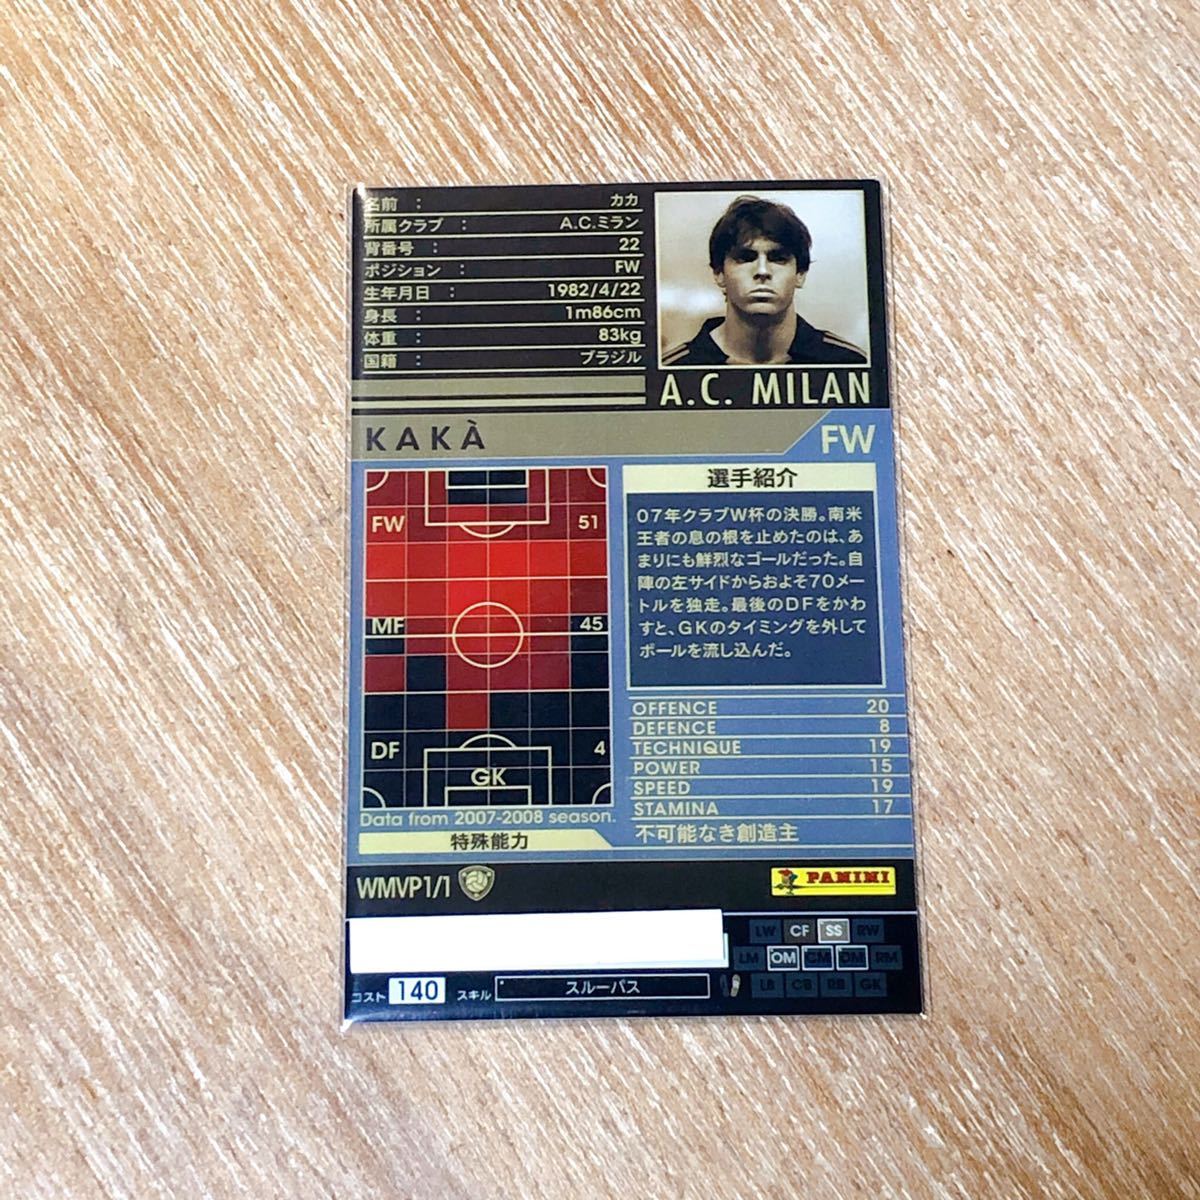 名前 : カカ
所属クラブ : A.C.ミラン
背番号 : 22
ポジション : FW
生年月日 : 1982/4/22
身長 : 1m86cm
体重 : 83kg
国籍 : ブラジル
A.C. MILAN
KAKÀ
FW
FW 51
MF 45
DF 4
GK
Data from 2007-2008 season.
特殊能力
選手紹介
07年クラブW杯の決勝。南米
王者の息の根を止めたのは、あ
まりにも鮮烈なゴールだった。自
陣の左サイドからおよそ70メー
トルを独走。最後のDFをかわ
すと、GKのタイミングを外して
ボールを流し込んだ。
OFFENCE 20
DEFENCE 8
TECHNIQUE 19
POWER 15
SPEED 19
STAMINA 17
不可能なき創造主
WMVP1/1
PANINI
LW CF SS RW
LM OM CM DM RM
LB CB RB GK
コスト 140 スキル スルーパス